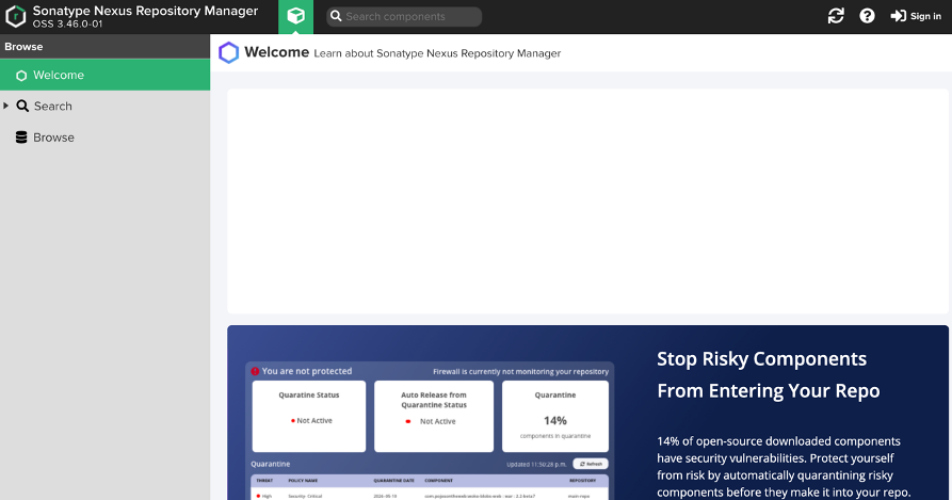 Sonatype Nexus Repository Manager
OSS 3.46.0-01
Search components
Sign in
Browse
Welcome
Search
Browse
Welcome Learn about Sonatype Nexus Repository Manager
You are not protected
Firewall is currently not monitoring your repository
Quaratine Status
Not Active
Auto Release from
Quarantine Status
Not Active
Quarantine
14%
components in quarantine
Quarantine
Updated 11:50:28 p.m.
Refresh
THREAT POLICY NAME QUARANTINE DATE COMPONENT REPOSITORY
High Security-Critical main-repo
Stop Risky Components
From Entering Your Repo
14% of open-source downloaded components
have security vulnerabilities. Protect yourself
from risk by automatically quarantining risky
components before they make it into your repo.